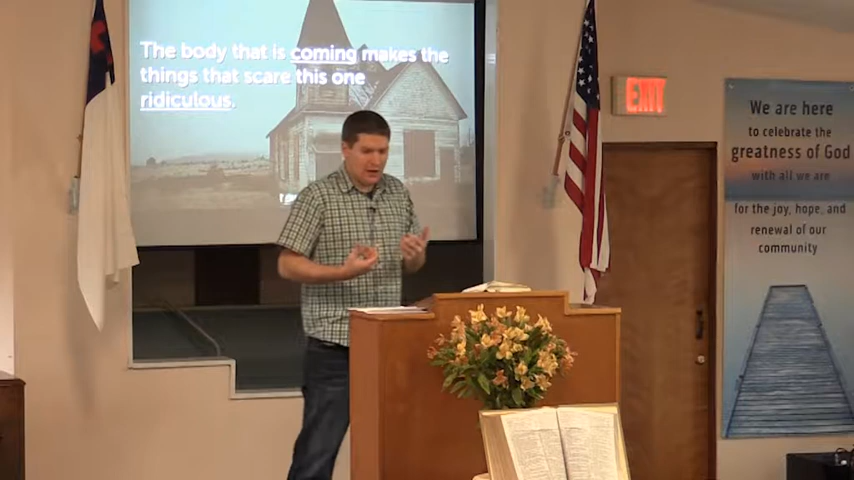 The body that is coming makes the
things that scare this one
ridiculous.
EXIT
We are HERE
to celebrate the
greatness of God
with all we are
for the joy, hope, and
renewal of our
community